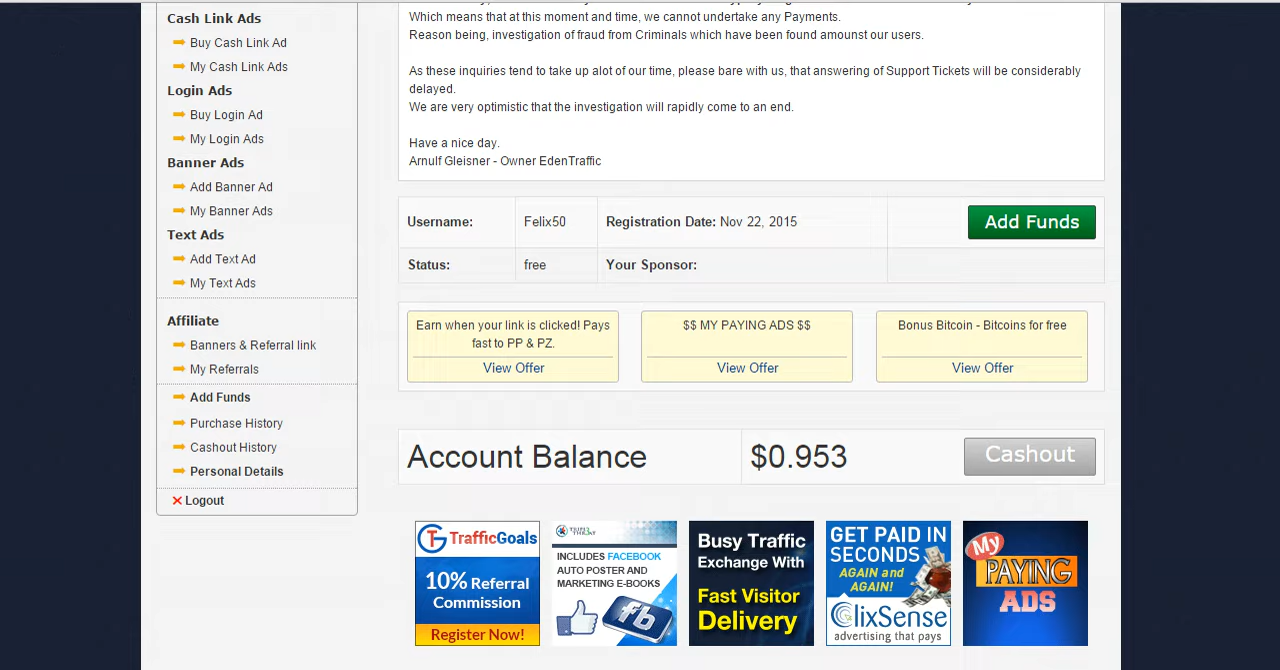 Cash Link Ads
Buy Cash Link Ad
My Cash Link Ads
Login Ads
Buy Login Ad
My Login Ads
Banner Ads
Add Banner Ad
My Banner Ads
Text Ads
Add Text Ad
My Text Ads
Affiliate
Banners & Referral link
My Referrals
Add Funds
Purchase History
Cashout History
Personal Details
Logout
Which means that at this moment and time, we cannot undertake any Payments.
Reason being, investigation of fraud from Criminals which have been found amounst our users.
As these inquiries tend to take up alot of our time, please bare with us, that answering of Support Tickets will be considerably
delayed.
We are very optimistic that the investigation will rapidly come to an end.
Have a nice day.
Arnulf Gleisner - Owner EdenTraffic
Username: Felix50 Registration Date: Nov 22, 2015 Add Funds
Status: free Your Sponsor:
Earn when your link is clicked! Pays
fast to PP & PZ.
View Offer
$$ MY PAYING ADS $$
View Offer
Bonus Bitcoin - Bitcoins for free
View Offer
Account Balance $0.953 Cashout
TG TrafficGoals
10% Referral
Commission
Register Now!
INCLUDES FACEBOOK
AUTO POSTER AND
MARKETING E-BOOKS
fb
Busy Traffic
Exchange With
Fast Visitor
Delivery
GET PAID IN
SECONDS
AGAIN and
AGAIN!
ClixSense
advertising that pays
My
PAYING
ADS